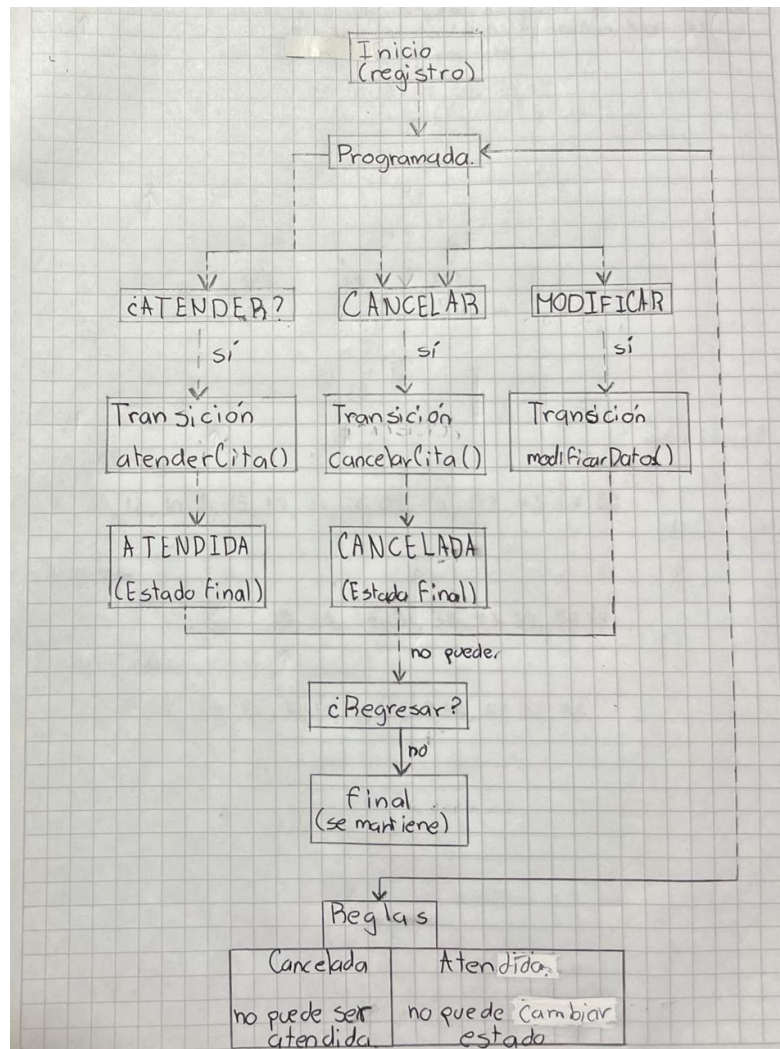 Inicio
(registro)
Programada.
¿ATENDER?
CANCELAR
MODIFICAR
sí
sí
sí
Transición
atenderCita()
Transición
cancelarCita()
Transición
modificarDatos()
ATENDIDA
(Estado final)
CANCELADA
(Estado Final)
no puede.
¿Regresar?
no
final
(se mantiene)
Reglas
Cancelada
no puede ser
atendida
Atendida.
no puede cambiar
estado